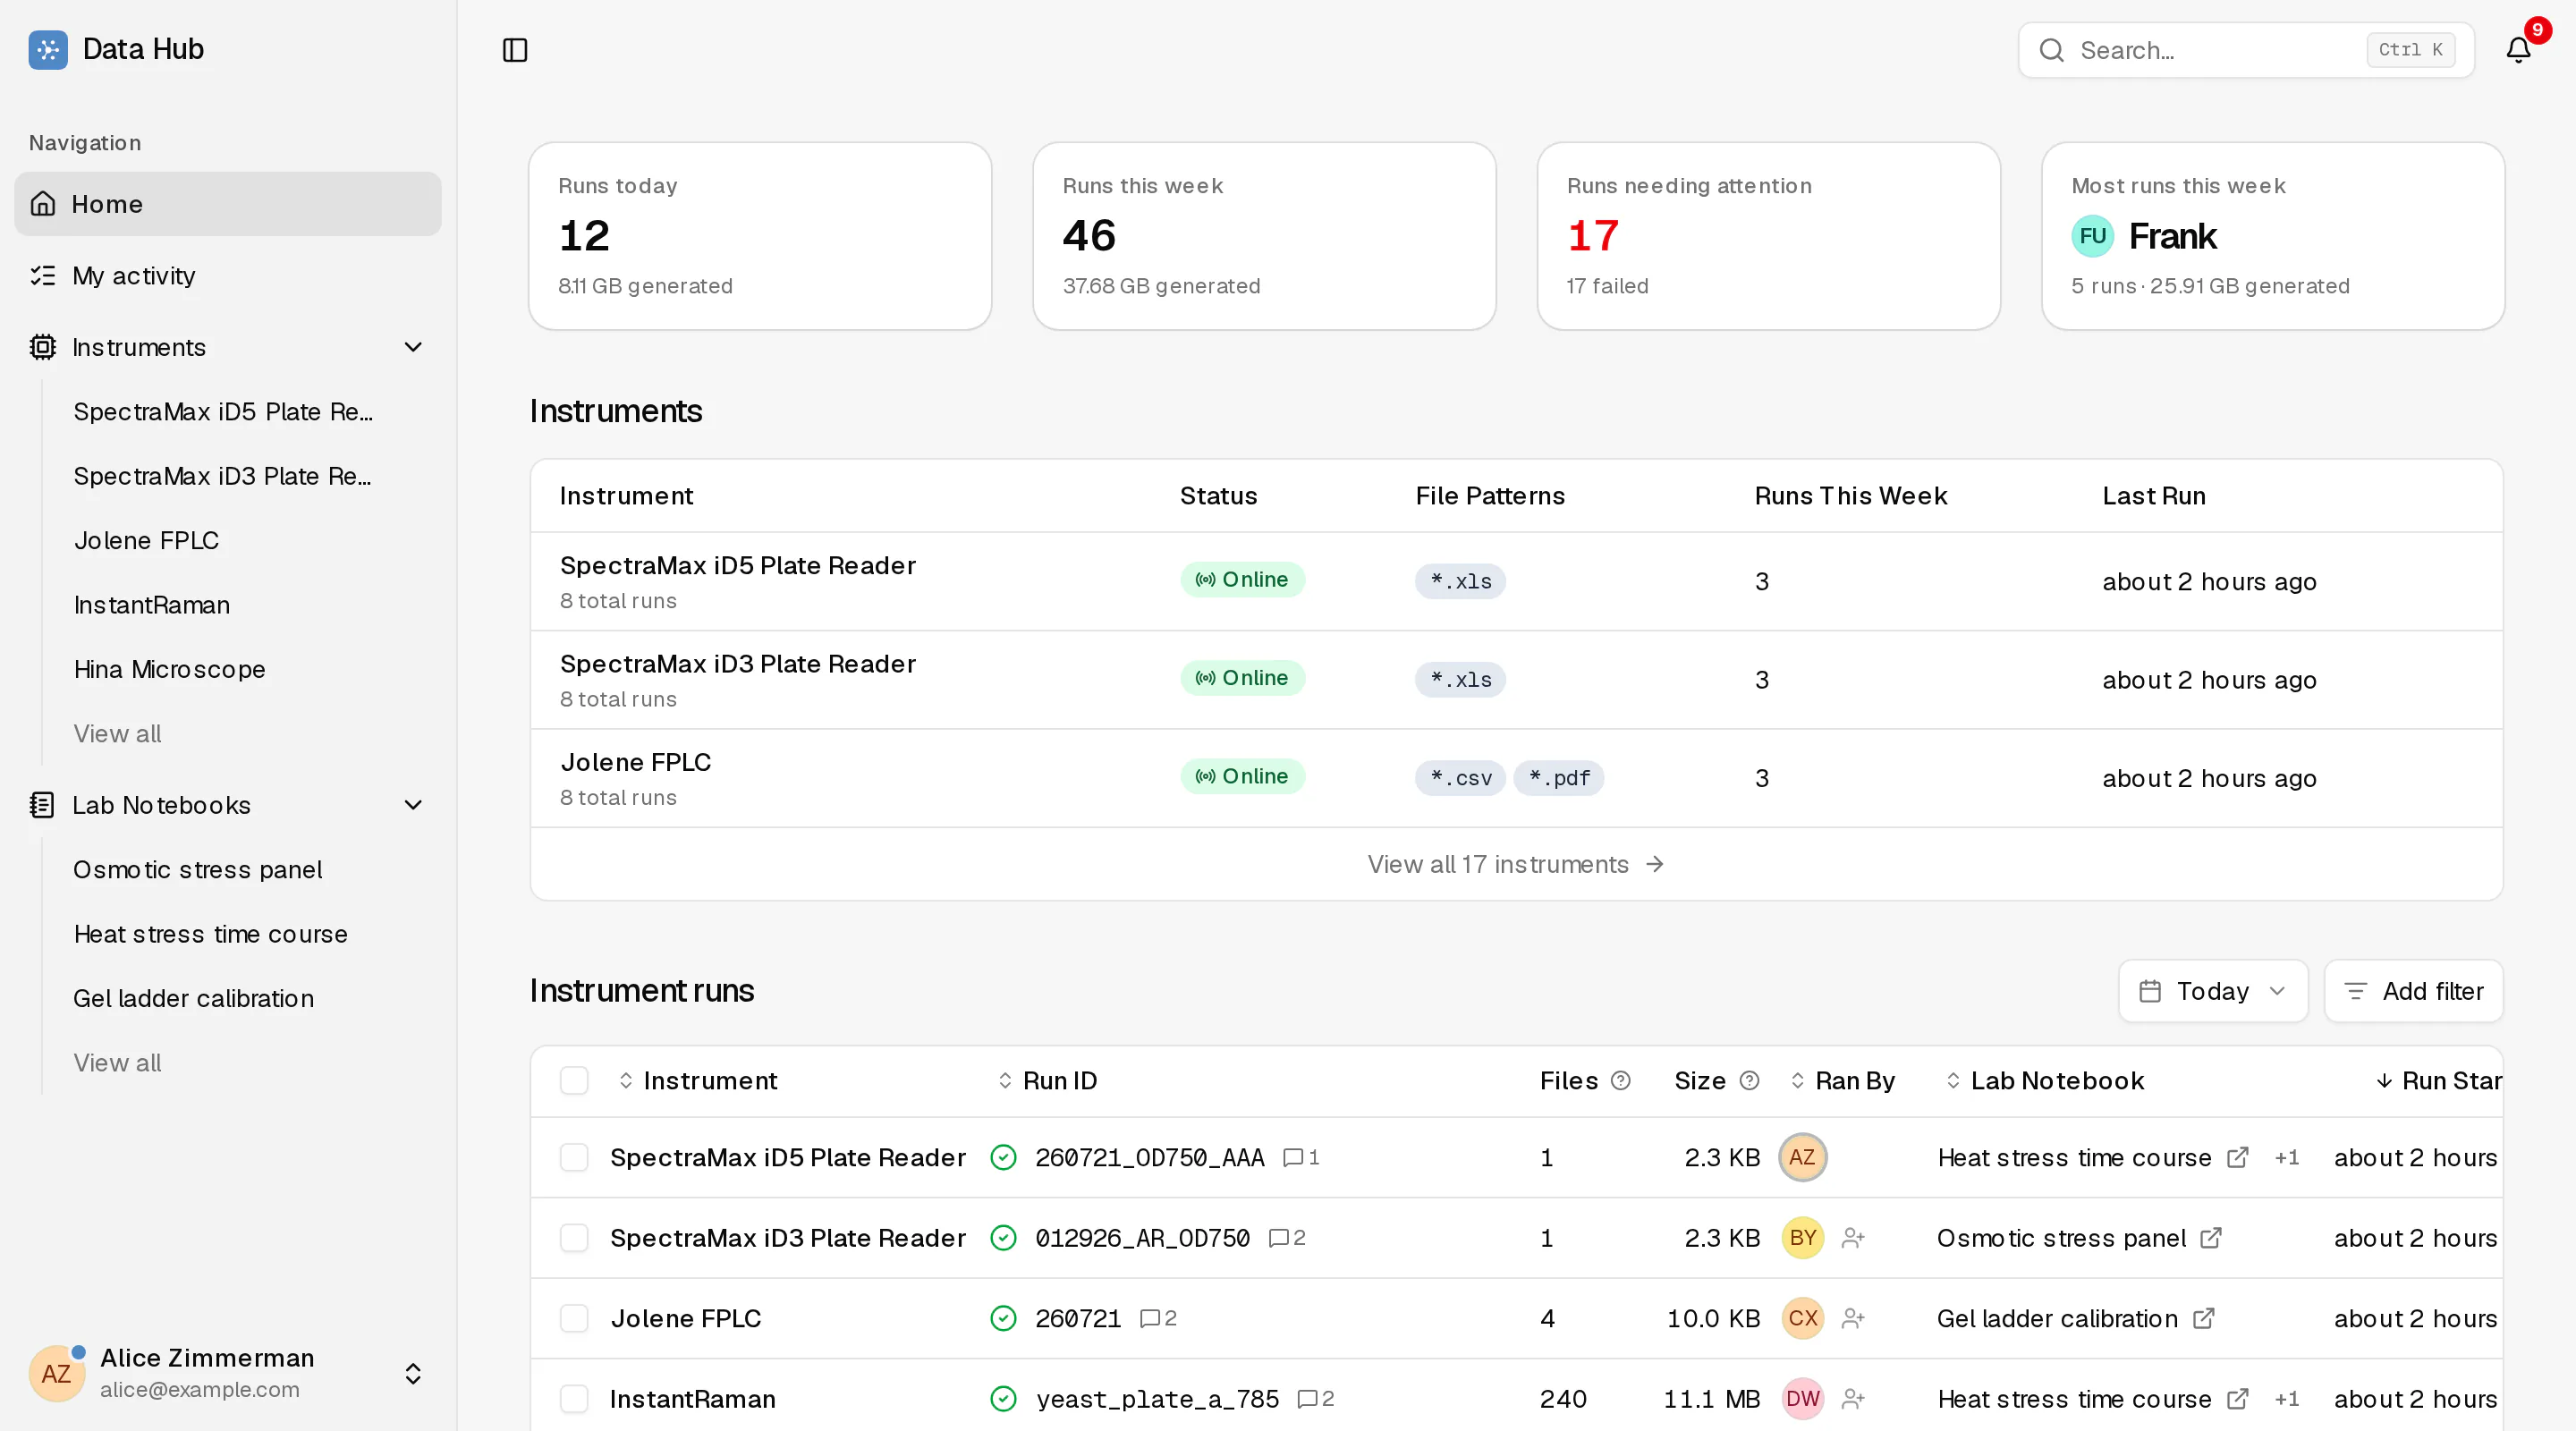 Data Hub
Search...
Ctrl K
9
Navigation
Home
My activity
Instruments
SpectraMax iD5 Plate Re...
SpectraMax iD3 Plate Re...
Jolene FPLC
InstantRaman
Hina Microscope
View all
Lab Notebooks
Osmotic stress panel
Heat stress time course
Gel ladder calibration
View all
AZ
Alice Zimmerman
alice@example.com
Runs today
12
8.11 GB generated
Runs this week
46
37.68 GB generated
Runs needing attention
17
17 failed
Most runs this week
FU Frank
5 runs · 25.91 GB generated
Instruments
Instrument Status File Patterns Runs This Week Last Run
SpectraMax iD5 Plate Reader
8 total runs
Online *.xls 3 about 2 hours ago
SpectraMax iD3 Plate Reader
8 total runs
Online *.xls 3 about 2 hours ago
Jolene FPLC
8 total runs
Online *.csv *.pdf 3 about 2 hours ago
View all 17 instruments
Instrument runs
Today
Add filter
Instrument Run ID Files Size Ran By Lab Notebook Run Star
SpectraMax iD5 Plate Reader 260721_OD750_AAA 1 1 2.3 KB AZ Heat stress time course +1 about 2 hours
SpectraMax iD3 Plate Reader 012926_AR_OD750 2 1 2.3 KB BY Osmotic stress panel about 2 hours
Jolene FPLC 260721 2 4 10.0 KB CX Gel ladder calibration about 2 hours
InstantRaman yeast_plate_a_785 2 240 11.1 MB DW Heat stress time course +1 about 2 hours